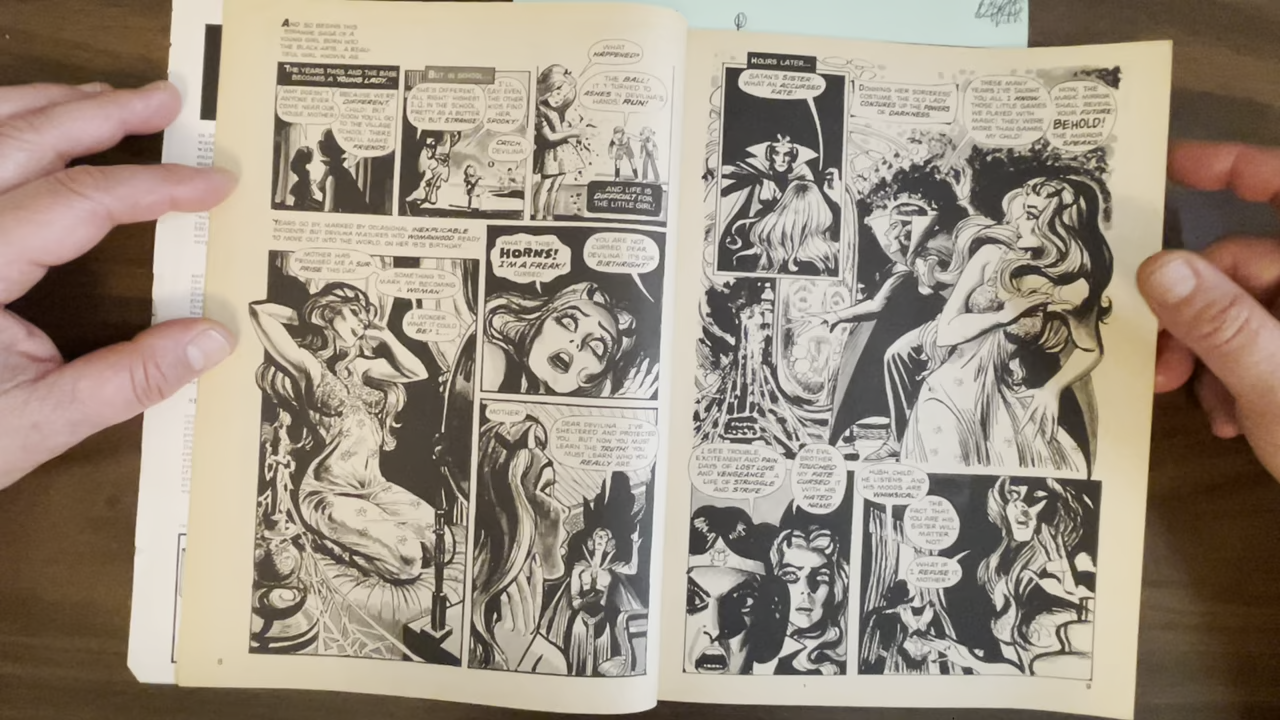 AND SO BEGINS THIS
STRANGE SAGA OF A
YOUNG GIRL BORN INTO
THE BLACK ARTS... A BEAU-
TIFUL GIRL KNOWN AS
THE YEARS PASS AND THE BABE
BECOMES A YOUNG LADY...
WHY DOESN'T
ANYONE EVER
COME NEAR OUR
HOUSE, MOTHER
BECAUSE WE'RE
DIFFERENT,
CHILD! BUT
SOON YOU'LL GO
TO THE VILLAGE
SCHOOL! THERE
YOU'LL MAKE
FRIENDS!
BUT IN SCHOOL...
SHE'S DIFFERENT,
ALL RIGHT! HIGHEST
I.Q. IN THE SCHOOL,
PRETTY AS A BUTTER
FLY, BUT STRANGE!
I'LL
SAY! EVEN
THE OTHER
KIDS FIND
HER
SPOOKY!
CATCH,
DEVILINA!
WHAT
HAPPENED?
THE BALL!
IT TURNED TO
ASHES IN DEVILINA'S
HANDS! RUN!
...AND LIFE IS
DIFFICULT FOR
THE LITTLE GIRL!
YEARS GO BY, MARKED BY OCCASIONAL INEXPLICABLE
INCIDENTS! BUT DEVILINA MATURES INTO WOMANHOOD READY
TO MOVE OUT INTO THE WORLD, ON HER 18TH BIRTHDAY.
MOTHER HAS
PROMISED ME A SUR-
PRISE THIS DAY.
SOMETHING TO
MARK MY BECOMING
A WOMAN!
I WONDER
WHAT IT COULD
BE? I...
WHAT IS THIS?
HORNS!
I'M A FREAK!
CURSED!
YOU ARE NOT
CURSED, DEAR
DEVILINA! IT'S OUR
BIRTHRIGHT!
MOTHER!
DEAR DEVILINA... I'VE
SHELTERED AND PROTECTED
YOU... BUT NOW YOU MUST
LEARN THE TRUTH! YOU
MUST LEARN WHO YOU
REALLY ARE.
8
HOURS LATER...
SATAN'S SISTER!
WHAT AN ACCURSED
FATE!
DONNING HER SORCERESS'
COSTUME, THE OLD LADY
CONJURES UP THE POWERS
OF DARKNESS.
THESE MANY
YEARS I'VE TAUGHT
YOU ALL I KNOW!
THOSE LITTLE GAMES
WE PLAYED WITH
MAGIC! THEY WERE
MORE THAN GAMES,
MY CHILD!
NOW, THE
MAGIC MIRROR
SHALL REVEAL
YOUR FUTURE!
BEHOLD!
THE MIRROR
SPEAKS
I SEE TROUBLE,
EXCITEMENT AND PAIN,
DAYS OF LOST LOVE
AND VENGEANCE. A
LIFE OF STRUGGLE
AND STRIFE!
MY EVIL
BROTHER
TOUCHED
MY FATE
CURSED IT
WITH HIS
HATED
NAME!
HUSH, CHILD!
HE LISTENS... AND
HIS MOODS ARE
WHIMSICAL!
THE
FACT THAT
YOU ARE HIS
SISTER WILL
MATTER
NOT!
WHAT IF
I REFUSE IT,
MOTHER?
9